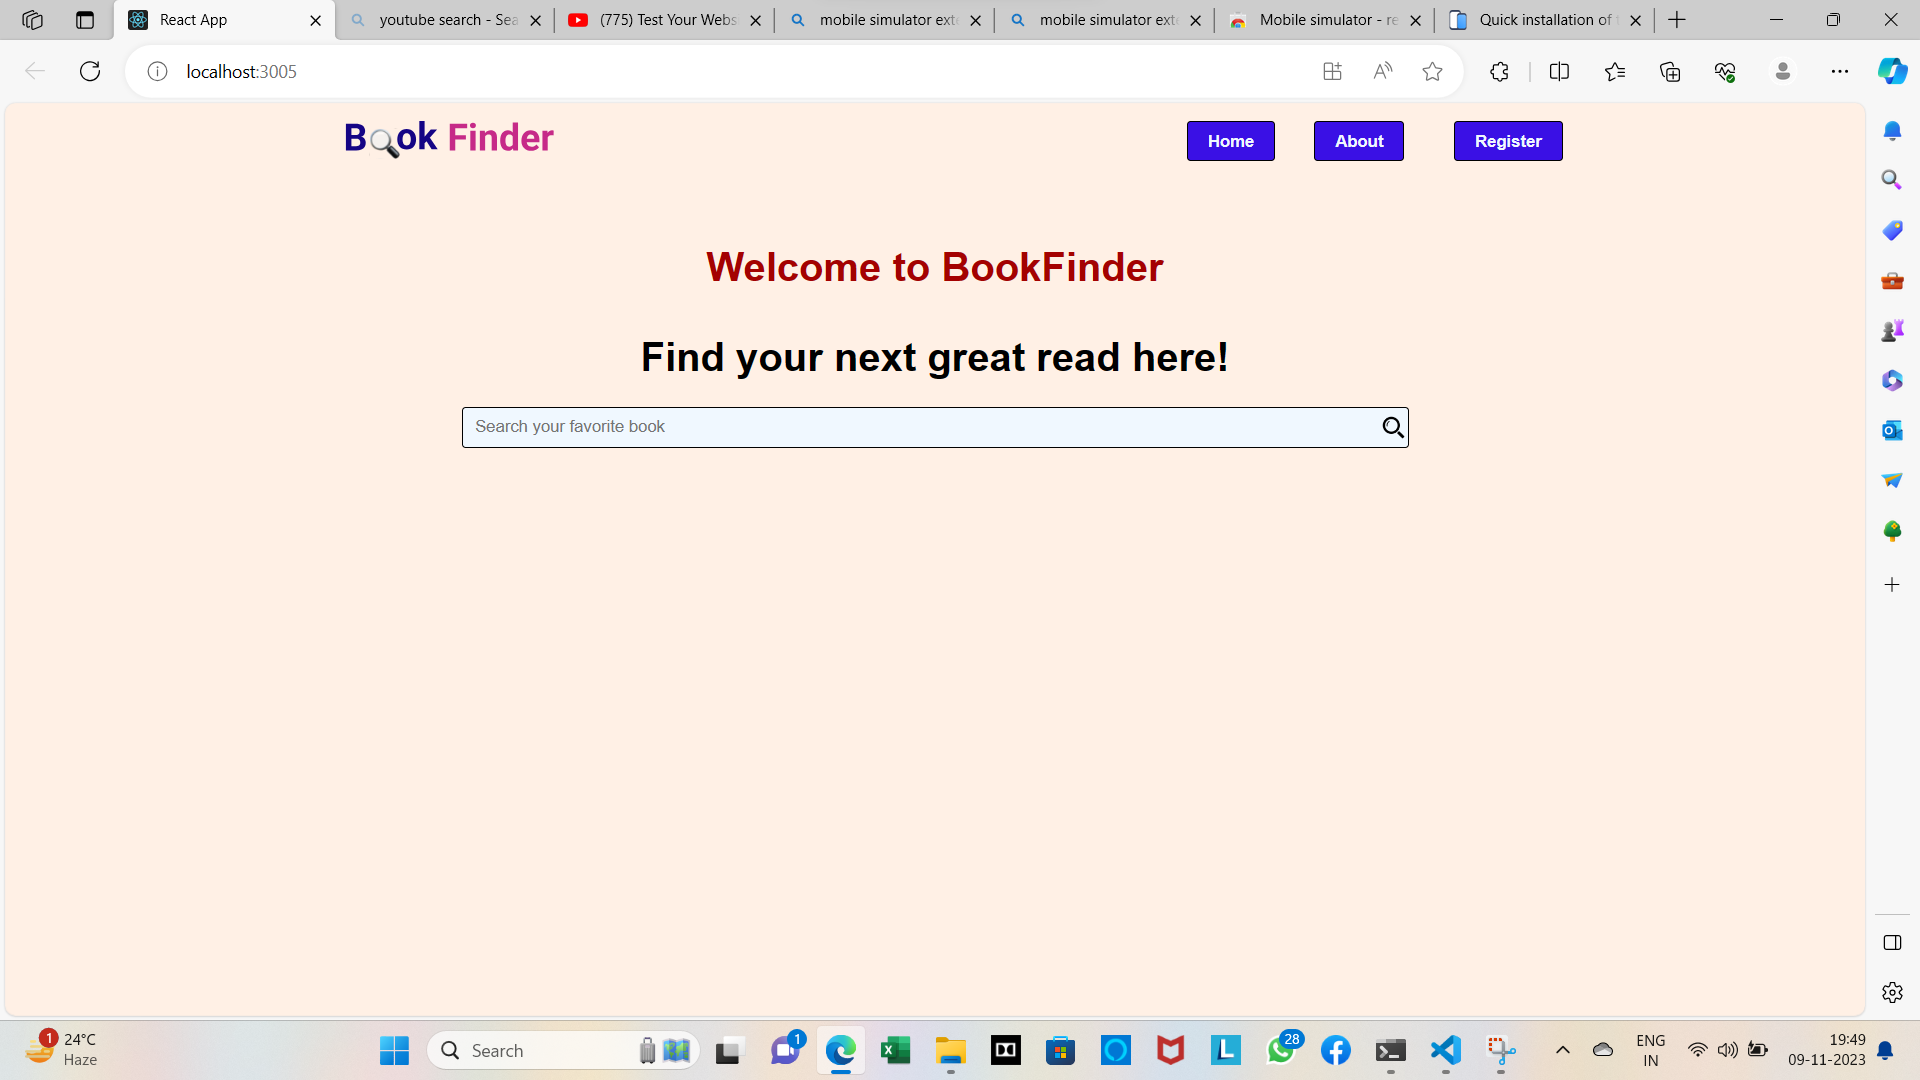 React App
youtube search - Sea
(775) Test Your Webs
mobile simulator exte
mobile simulator exte
Mobile simulator - re
Quick installation of t
localhost:3005
Book Finder
Home
About
Register
Welcome to BookFinder
Find your next great read here!
Search your favorite book
1
24°C
Haze
Search
1
28
ENG
IN
19:49
09-11-2023